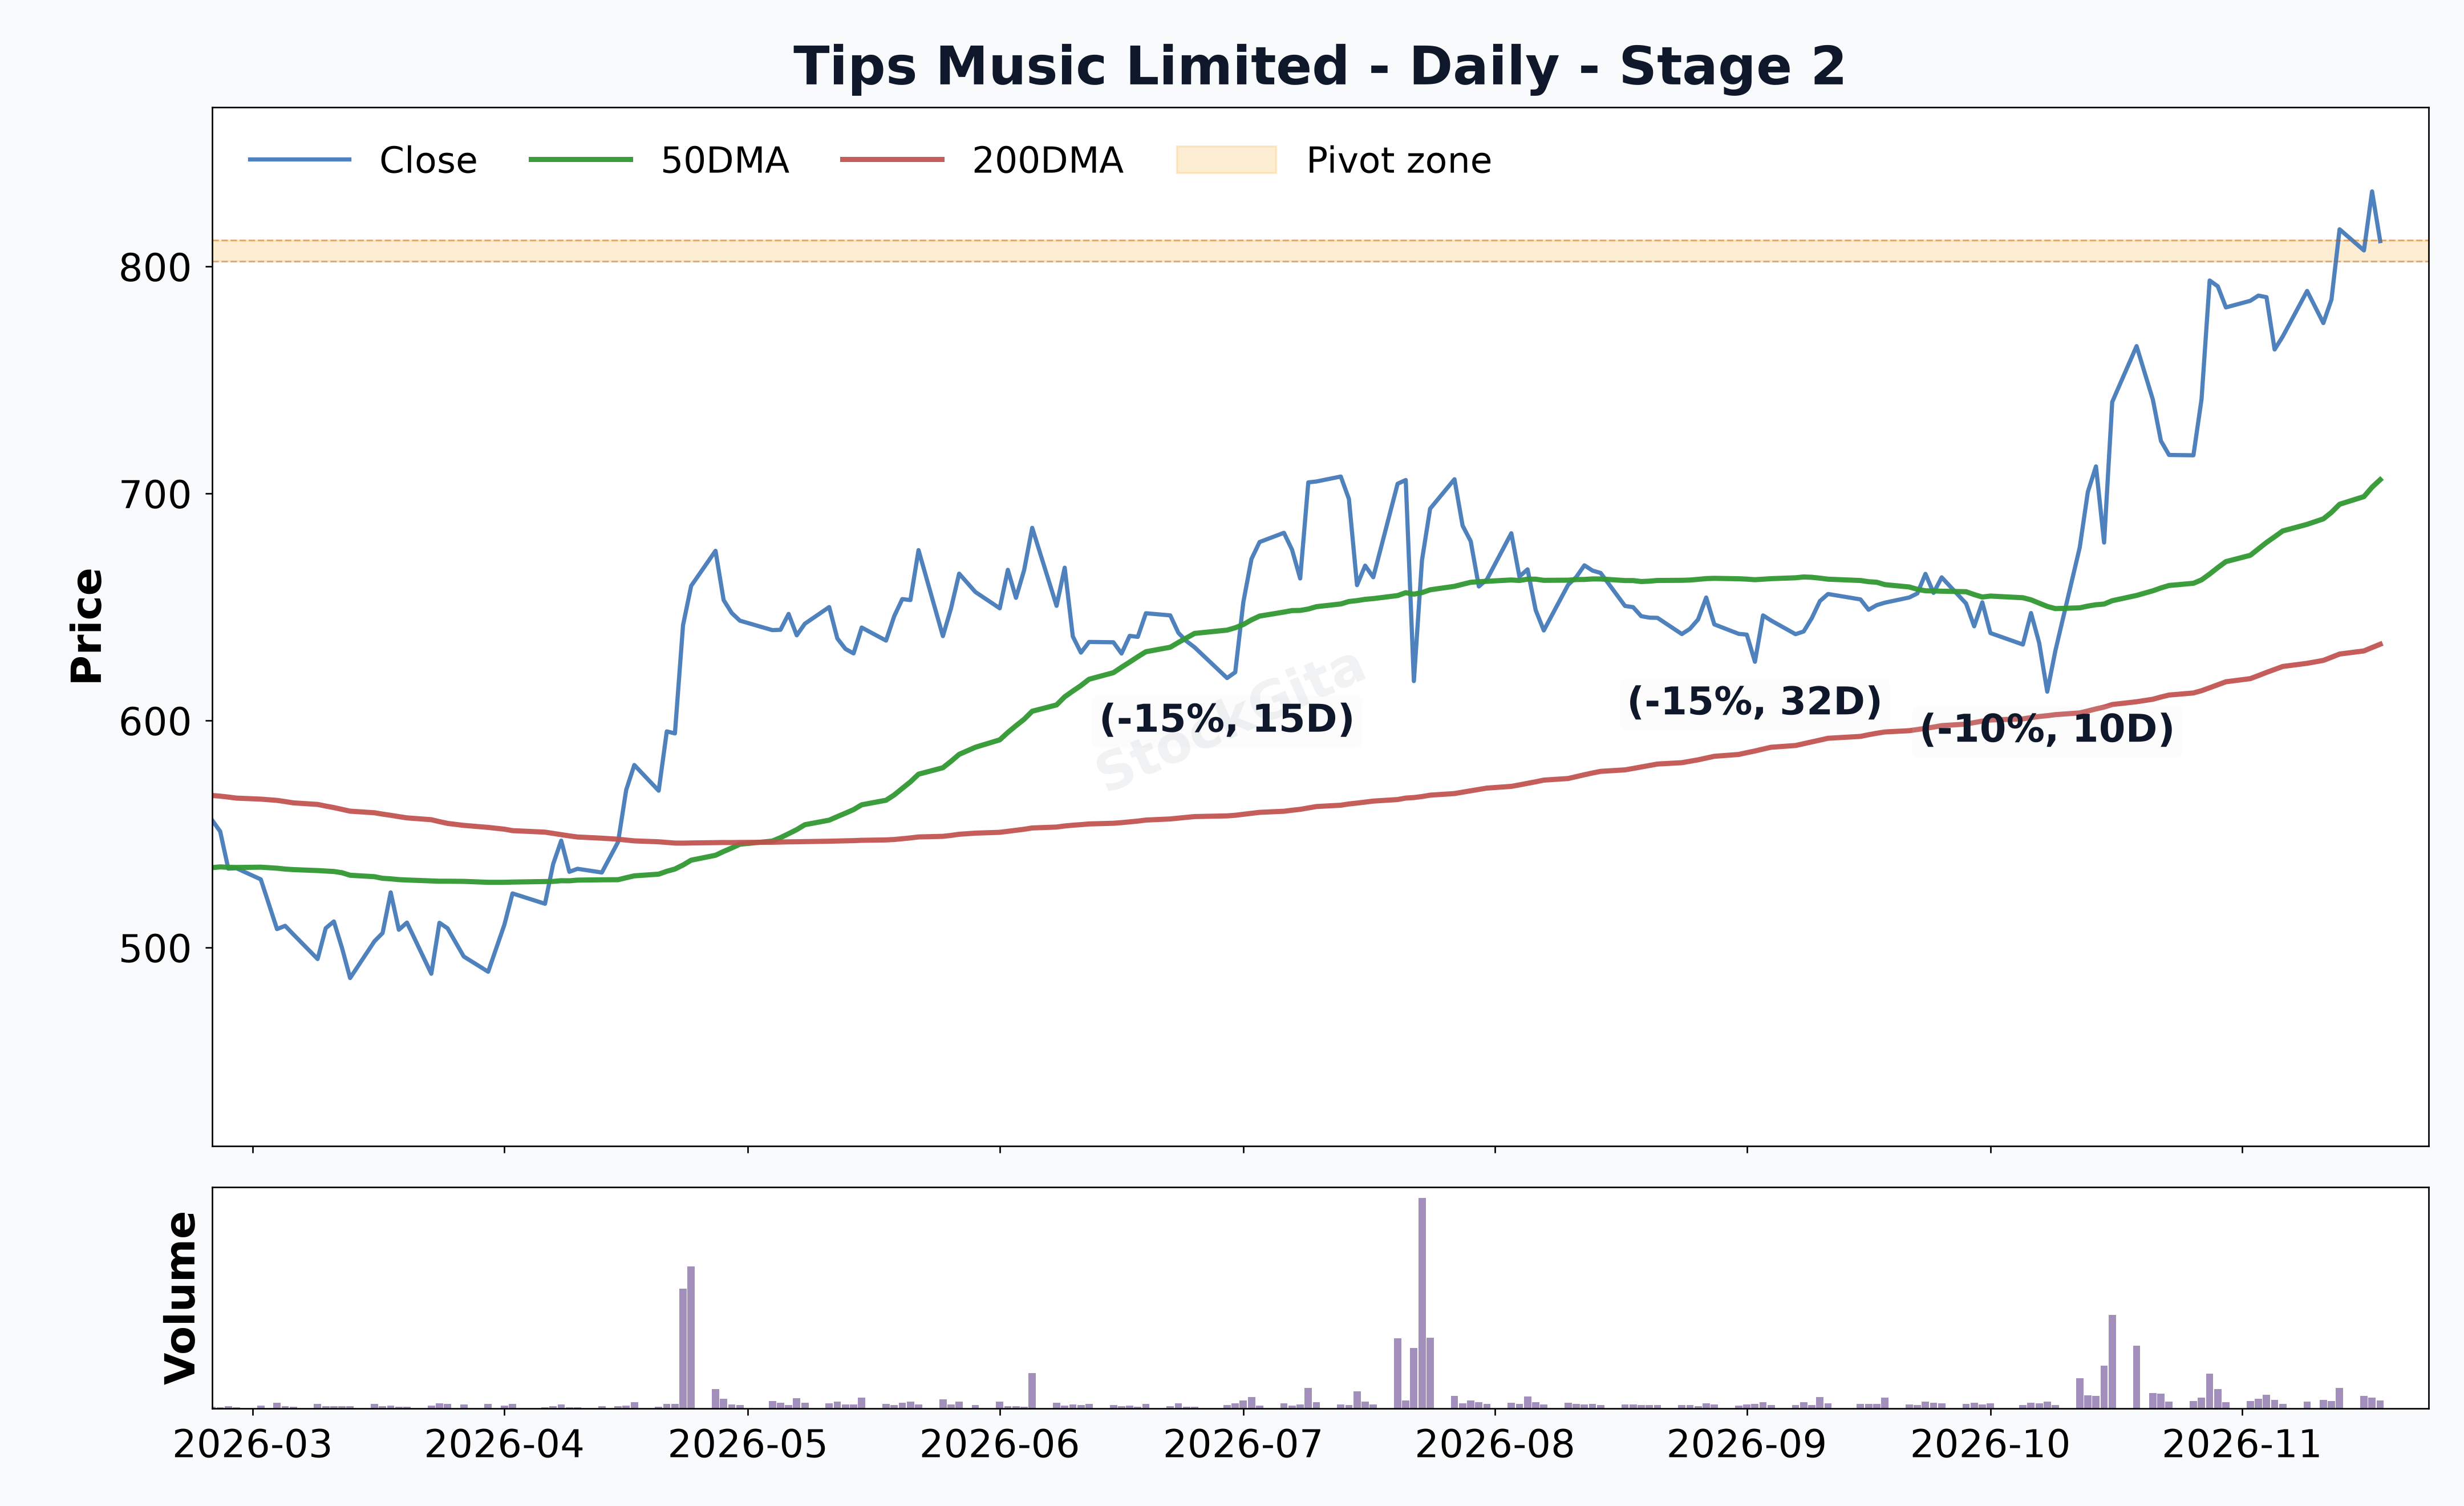 Tips Music Limited - Daily - Stage 2
Close 50DMA 200DMA Pivot zone
Price
800
700
600
500
StockGita
(-15%, 15D)
(-15%, 32D)
(-10%, 10D)
Volume
2026-03 2026-04 2026-05 2026-06 2026-07 2026-08 2026-09 2026-10 2026-11